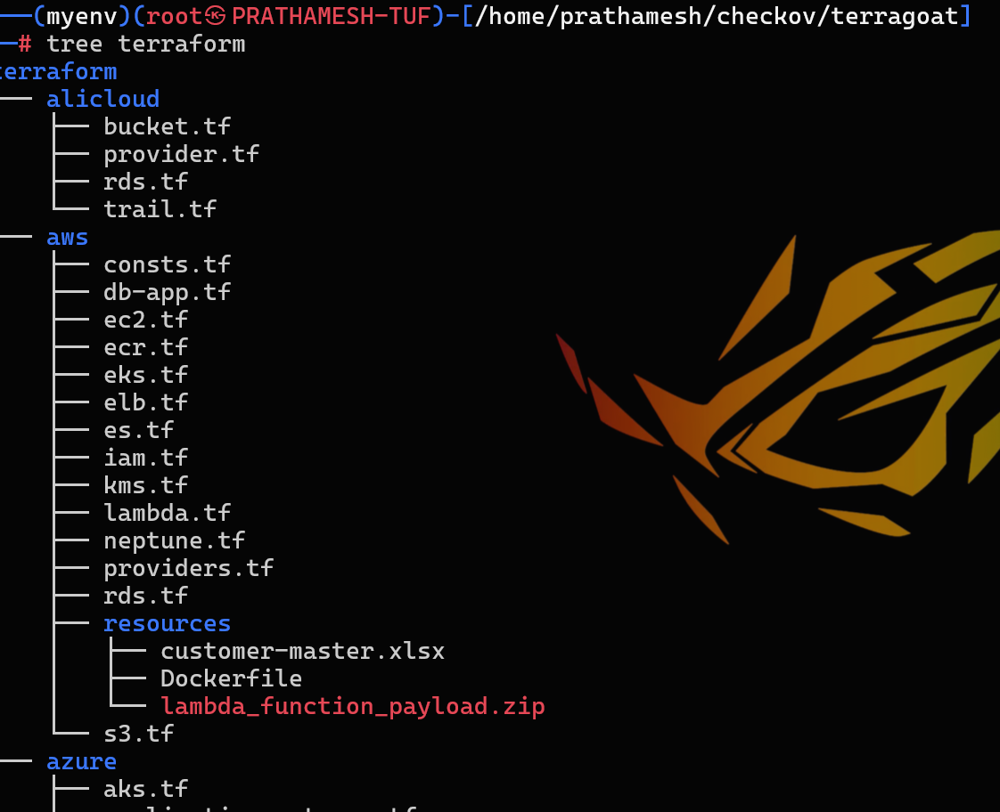 ──(myenv)(root㉿PRATHAMESH-TUF)-[/home/prathamesh/checkov/terragoat]
─# tree terraform
terraform
── alicloud
├── bucket.tf
├── provider.tf
├── rds.tf
└── trail.tf
── aws
├── consts.tf
├── db-app.tf
├── ec2.tf
├── ecr.tf
├── eks.tf
├── elb.tf
├── es.tf
├── iam.tf
├── kms.tf
├── lambda.tf
├── neptune.tf
├── providers.tf
├── rds.tf
├── resources
│   ├── customer-master.xlsx
│   ├── Dockerfile
│   └── lambda_function_payload.zip
└── s3.tf
── azure
├── aks.tf